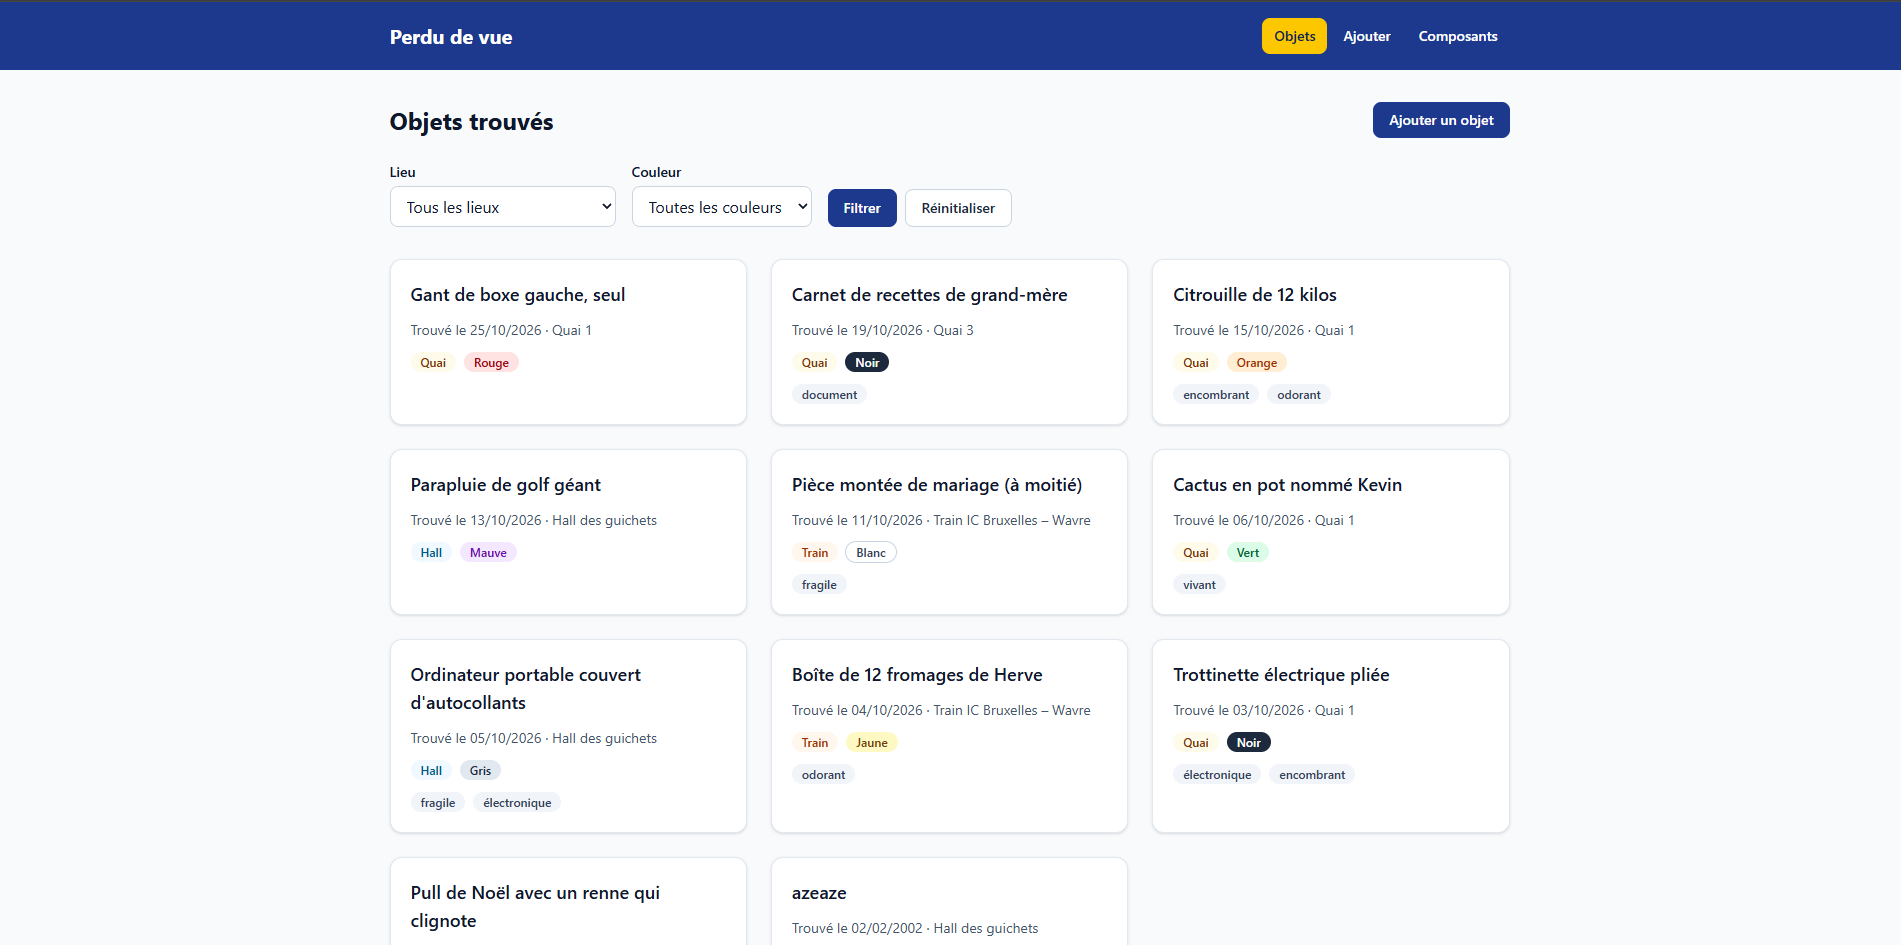 Perdu de vue
Objets Ajouter Composants
Objets trouvés
Ajouter un objet
Lieu
Couleur
Tous les lieux
Toutes les couleurs
Filtrer
Réinitialiser
Gant de boxe gauche, seul
Trouvé le 25/10/2026 · Quai 1
Quai Rouge
Carnet de recettes de grand-mère
Trouvé le 19/10/2026 · Quai 3
Quai Noir
document
Citrouille de 12 kilos
Trouvé le 15/10/2026 · Quai 1
Quai Orange
encombrant odorant
Parapluie de golf géant
Trouvé le 13/10/2026 · Hall des guichets
Hall Mauve
Pièce montée de mariage (à moitié)
Trouvé le 11/10/2026 · Train IC Bruxelles – Wavre
Train Blanc
fragile
Cactus en pot nommé Kevin
Trouvé le 06/10/2026 · Quai 1
Quai Vert
vivant
Ordinateur portable couvert
d'autocollants
Trouvé le 05/10/2026 · Hall des guichets
Hall Gris
fragile électronique
Boîte de 12 fromages de Herve
Trouvé le 04/10/2026 · Train IC Bruxelles – Wavre
Train Jaune
odorant
Trottinette électrique pliée
Trouvé le 03/10/2026 · Quai 1
Quai Noir
électronique encombrant
Pull de Noël avec un renne qui
clignote
azeaze
Trouvé le 02/02/2002 · Hall des guichets